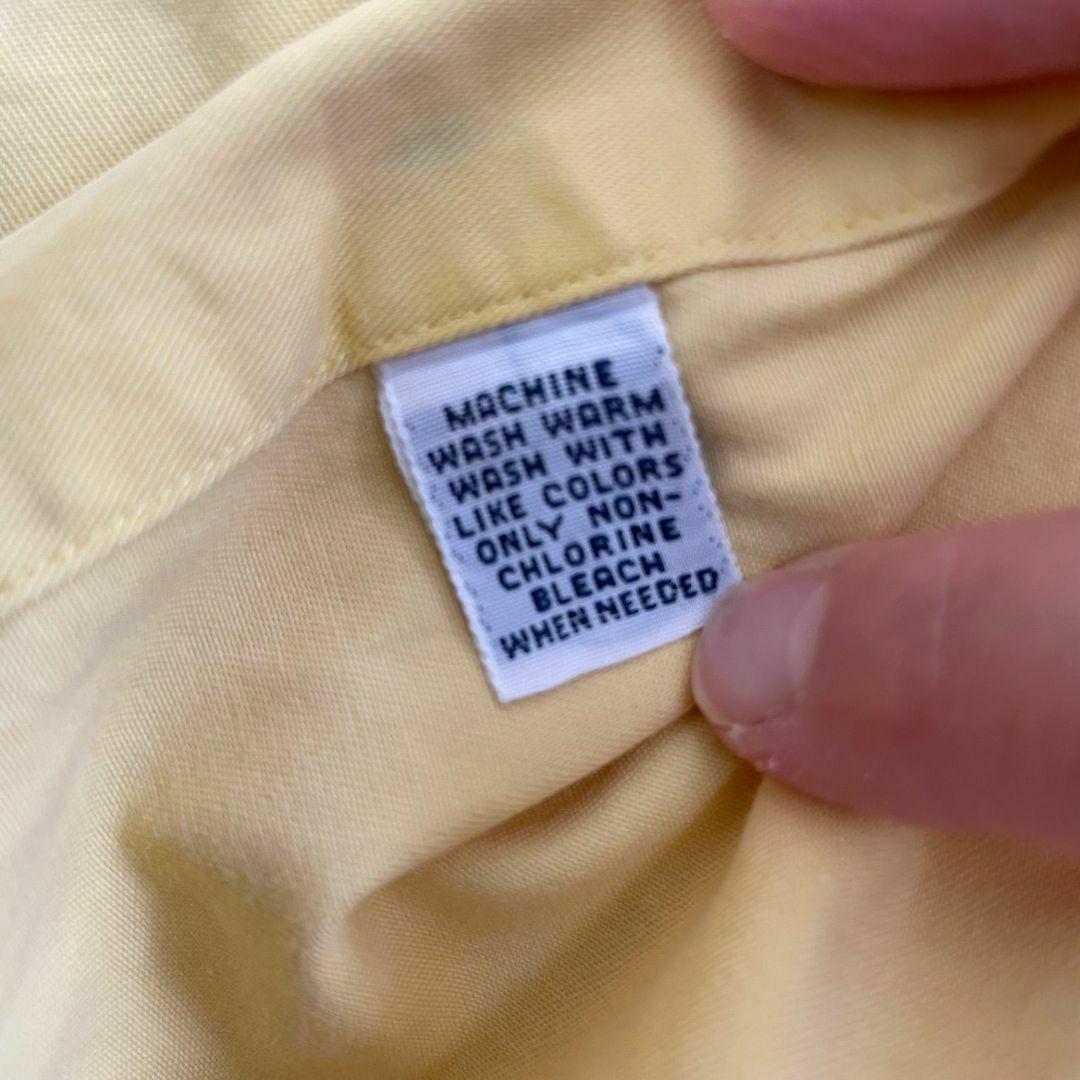 MACHINE
WASH WARM
WASH WITH
LIKE COLORS
ONLY NON-
CHLORINE
BLEACH
WHEN NEEDED